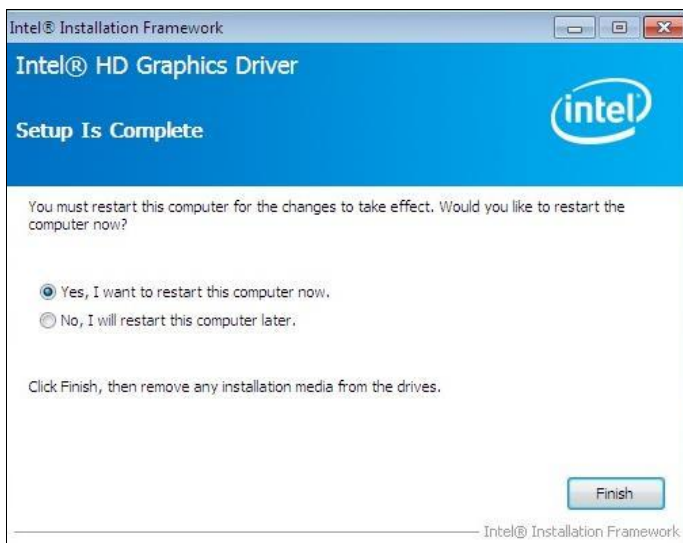 Intel® Installation Framework
Intel® HD Graphics Driver
intel
Setup Is Complete
You must restart this computer for the changes to take effect. Would you like to restart the
computer now?
Yes, I want to restart this computer now.
No, I will restart this computer later.
Click Finish, then remove any installation media from the drives.
Finish
Intel® Installation Framework